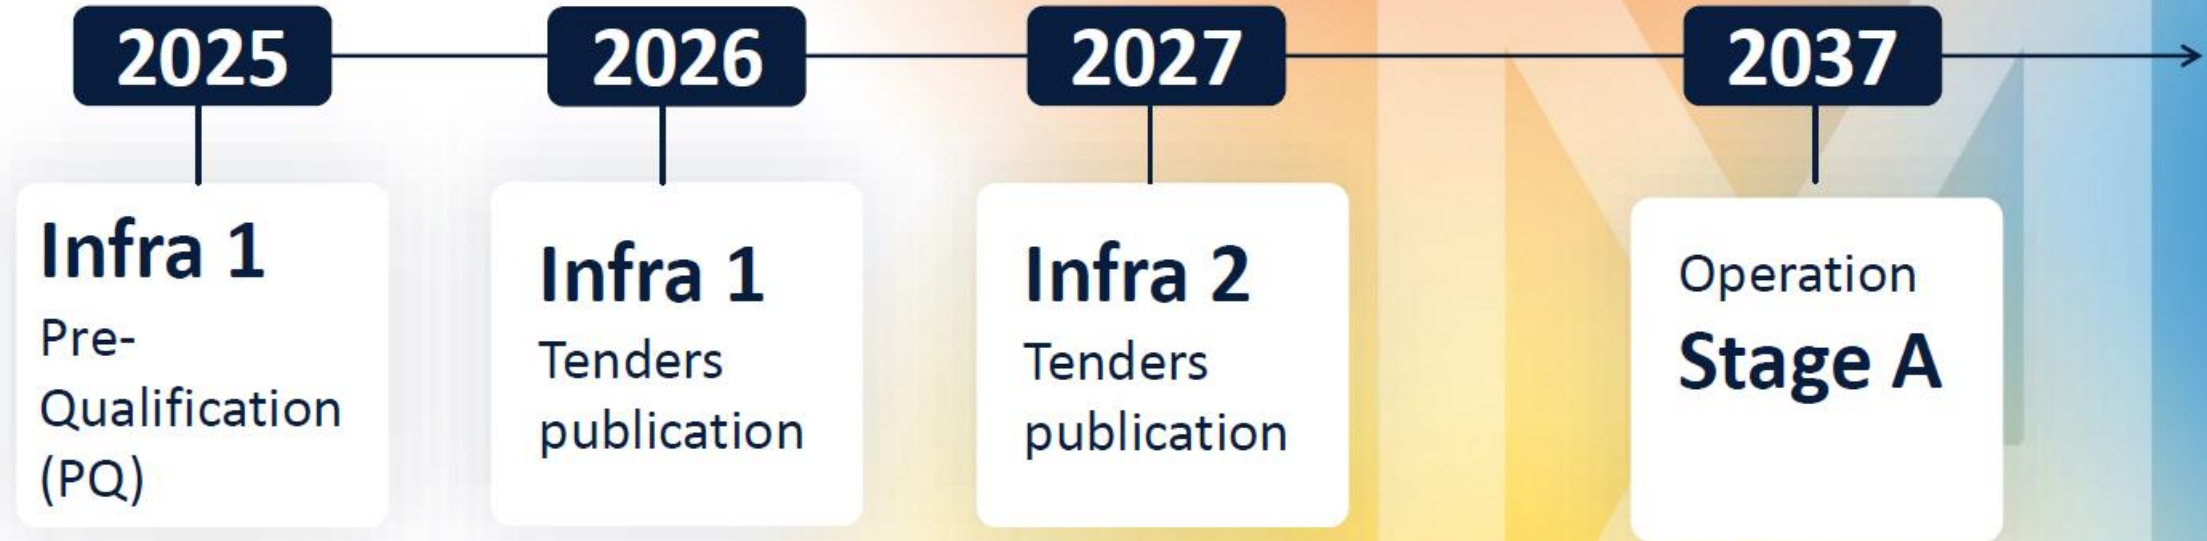 2025
2026
2027
2037
Infra 1
Pre-
Qualification
(PQ)
Infra 1
Tenders
publication
Infra 2
Tenders
publication
Operation
Stage A